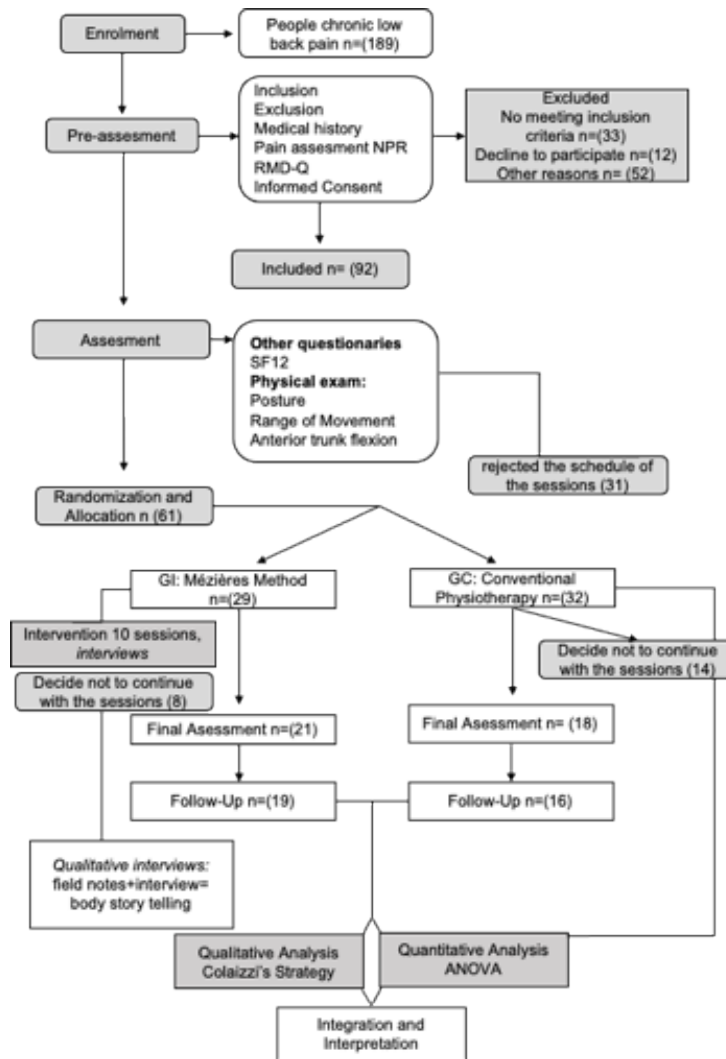 Enrolment
People chronic low
back pain n=(189)
Pre-assesment
Inclusion
Exclusion
Medical history
Pain assesment NPR
RMD-Q
Informed Consent
Excluded
No meeting inclusion
criteria n=(33)
Decline to participate n=(12)
Other reasons n= (52)
Included n= (92)
Assesment
Other questionaries
SF12
Physical exam:
Posture
Range of Movement
Anterior trunk flexion
rejected the schedule of
the sessions (31)
Randomization and
Allocation n (61)
GI: Mézières Method
n=(29)
GC: Conventional
Physiotherapy n=(32)
Intervention 10 sessions,
interviews
Decide not to continue
with the sessions (8)
Decide not to continue
with the sessions (14)
Final Asessment n=(21)
Final Asessment n= (18)
Follow-Up n=(19)
Follow-Up n=(16)
Qualitative interviews:
field notes+interview=
body story telling
Qualitative Analysis
Colaizzi's Strategy
Quantitative Analysis
ANOVA
Integration and
Interpretation